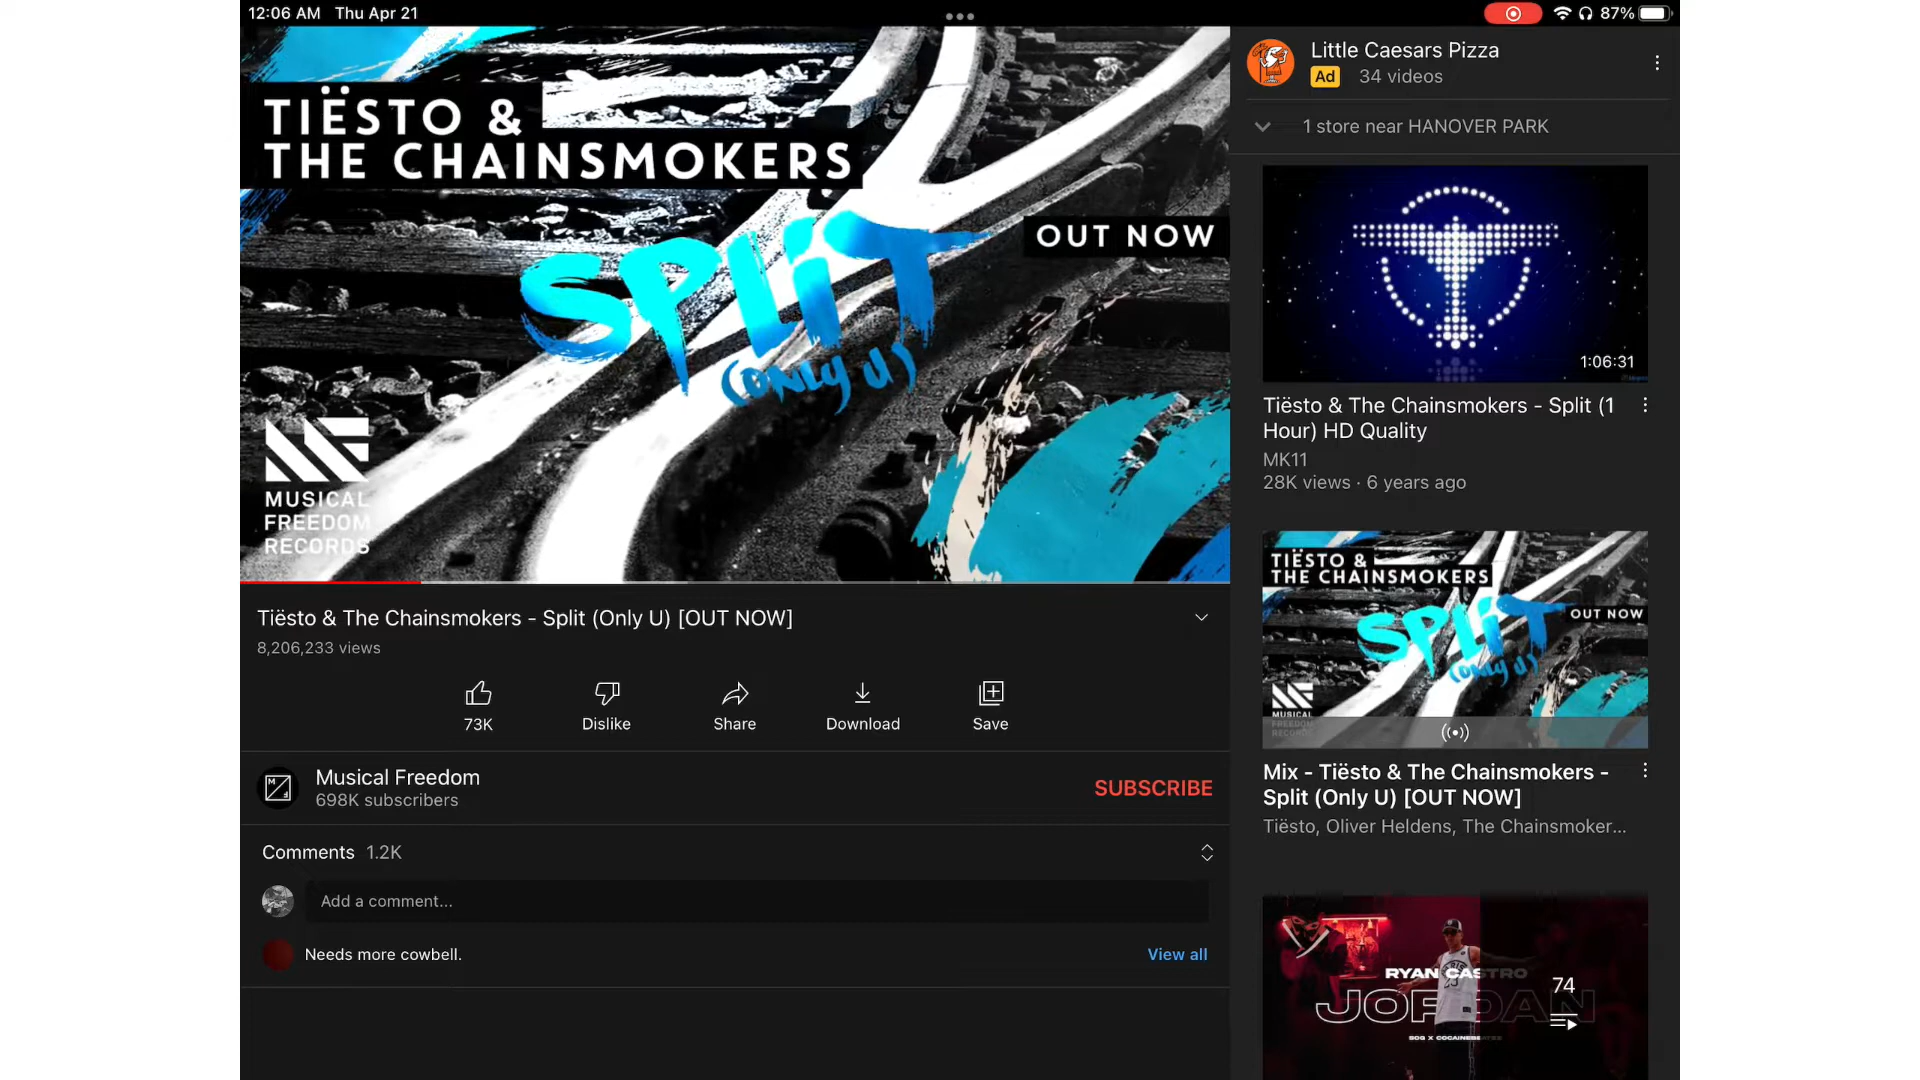 12:06 AM Thu Apr 21
87%
TIËSTO &
THE CHAINSMOKERS
SPLIT
(ONLY U)
OUT NOW
MUSICAL
FREEDOM
RECORDS
Tiësto & The Chainsmokers - Split (Only U) [OUT NOW]
8,206,233 views
73K
Dislike
Share
Download
Save
Musical Freedom
698K subscribers
SUBSCRIBE
Comments 1.2K
Add a comment...
Needs more cowbell.
View all
Little Caesars Pizza
Ad 34 videos
1 store near HANOVER PARK
1:06:31
Tiësto & The Chainsmokers - Split (1
Hour) HD Quality
MK11
28K views · 6 years ago
TIËSTO &
THE CHAINSMOKERS
SPLIT
(ONLY U)
OUT NOW
MUSICAL
FREEDOM
RECORDS
Mix - Tiësto & The Chainsmokers -
Split (Only U) [OUT NOW]
Tiësto, Oliver Heldens, The Chainsmoker...
RYAN CASTRO
JORDAN
74